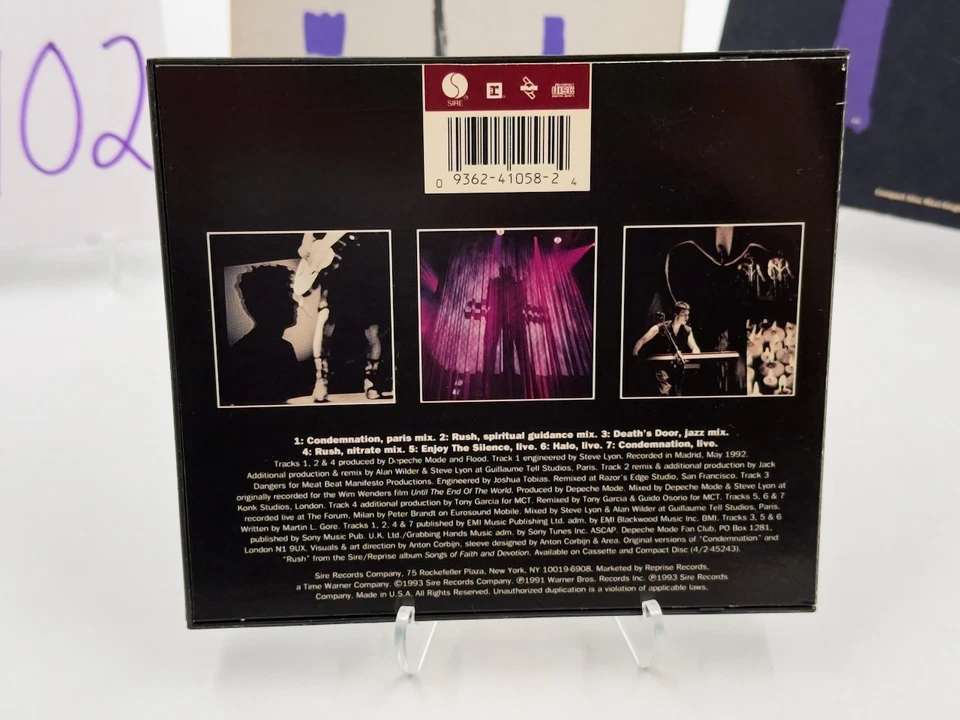 102
SIRE
0 9362-41058-2 4
1: Condemnation, paris mix. 2: Rush, spiritual guidance mix. 3: Death's Door, jazz mix.
4: Rush, nitrate mix. 5: Enjoy The Silence, live. 6: Halo, live. 7: Condemnation, live.
Tracks 1, 2 & 4 produced by Depeche Mode and Flood. Track 1 engineered by Steve Lyon. Recorded in Madrid, May 1992.
Additional production & remix by Alan Wilder & Steve Lyon at Guillaume Tell Studios, Paris. Track 2 remix & additional production by Jack
Dangers for Meat Beat Manifesto Productions. Engineered by Joshua Tobias. Remixed at Razor's Edge Studio, San Francisco. Track 3
originally recorded for the Wim Wenders film Until The End Of The World. Produced by Depeche Mode. Mixed by Depeche Mode & Steve Lyon at
Konk Studios, London. Track 4 additional production by Tony Garcia for MCT. Remixed by Tony Garcia & Guido Osorio for MCT. Tracks 5, 6 & 7
recorded live at The Forum, Milan by Peter Brandt on Eurosound Mobile. Mixed by Steve Lyon & Alan Wilder at Guillaume Tell Studios, Paris.
Written by Martin L. Gore. Tracks 1, 2, 4 & 7 published by EMI Music Publishing Ltd. adm. by EMI Blackwood Music Inc. BMI. Tracks 3, 5 & 6
published by Sony Music Pub. U.K. Ltd./Grabbing Hands Music adm. by Sony Tunes Inc. ASCAP. Depeche Mode Fan Club, PO Box 1281,
London N1 9UX. Visuals & art direction by Anton Corbijn, sleeve designed by Anton Corbijn & Area. Original versions of "Condemnation" and
"Rush" from the Sire/Reprise album Songs of Faith and Devotion. Available on Cassette and Compact Disc (4/2-45243).
Sire Records Company, 75 Rockefeller Plaza, New York, NY 10019-6908. Marketed by Reprise Records,
a Time Warner Company. ©1993 Sire Records Company. ℗1991 Warner Bros. Records Inc. ℗1993 Sire Records
Company. Made in U.S.A. All Rights Reserved. Unauthorized duplication is a violation of applicable laws.